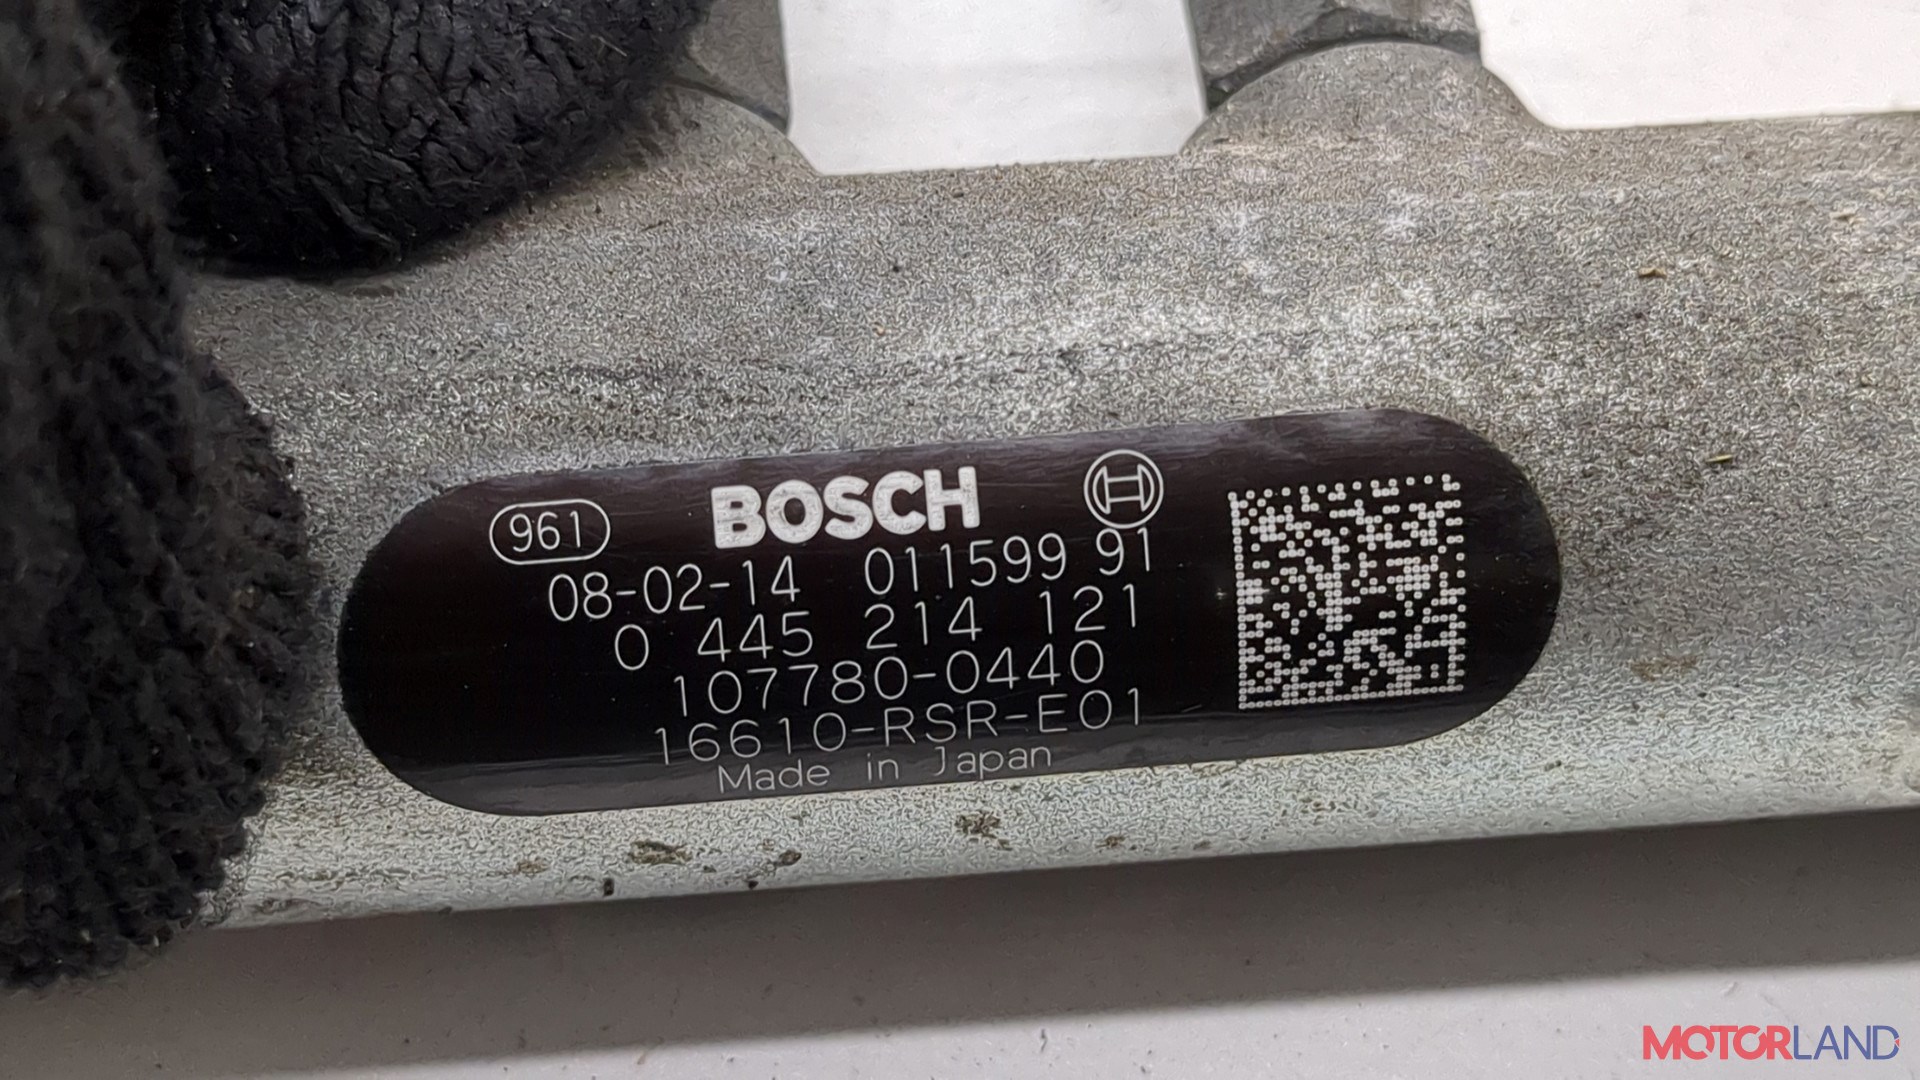 961 BOSCH
08-02-14 011599 91
0 445 214 121
107780-0440
16610-RSR-E01
Made in Japan
MOTORLAND